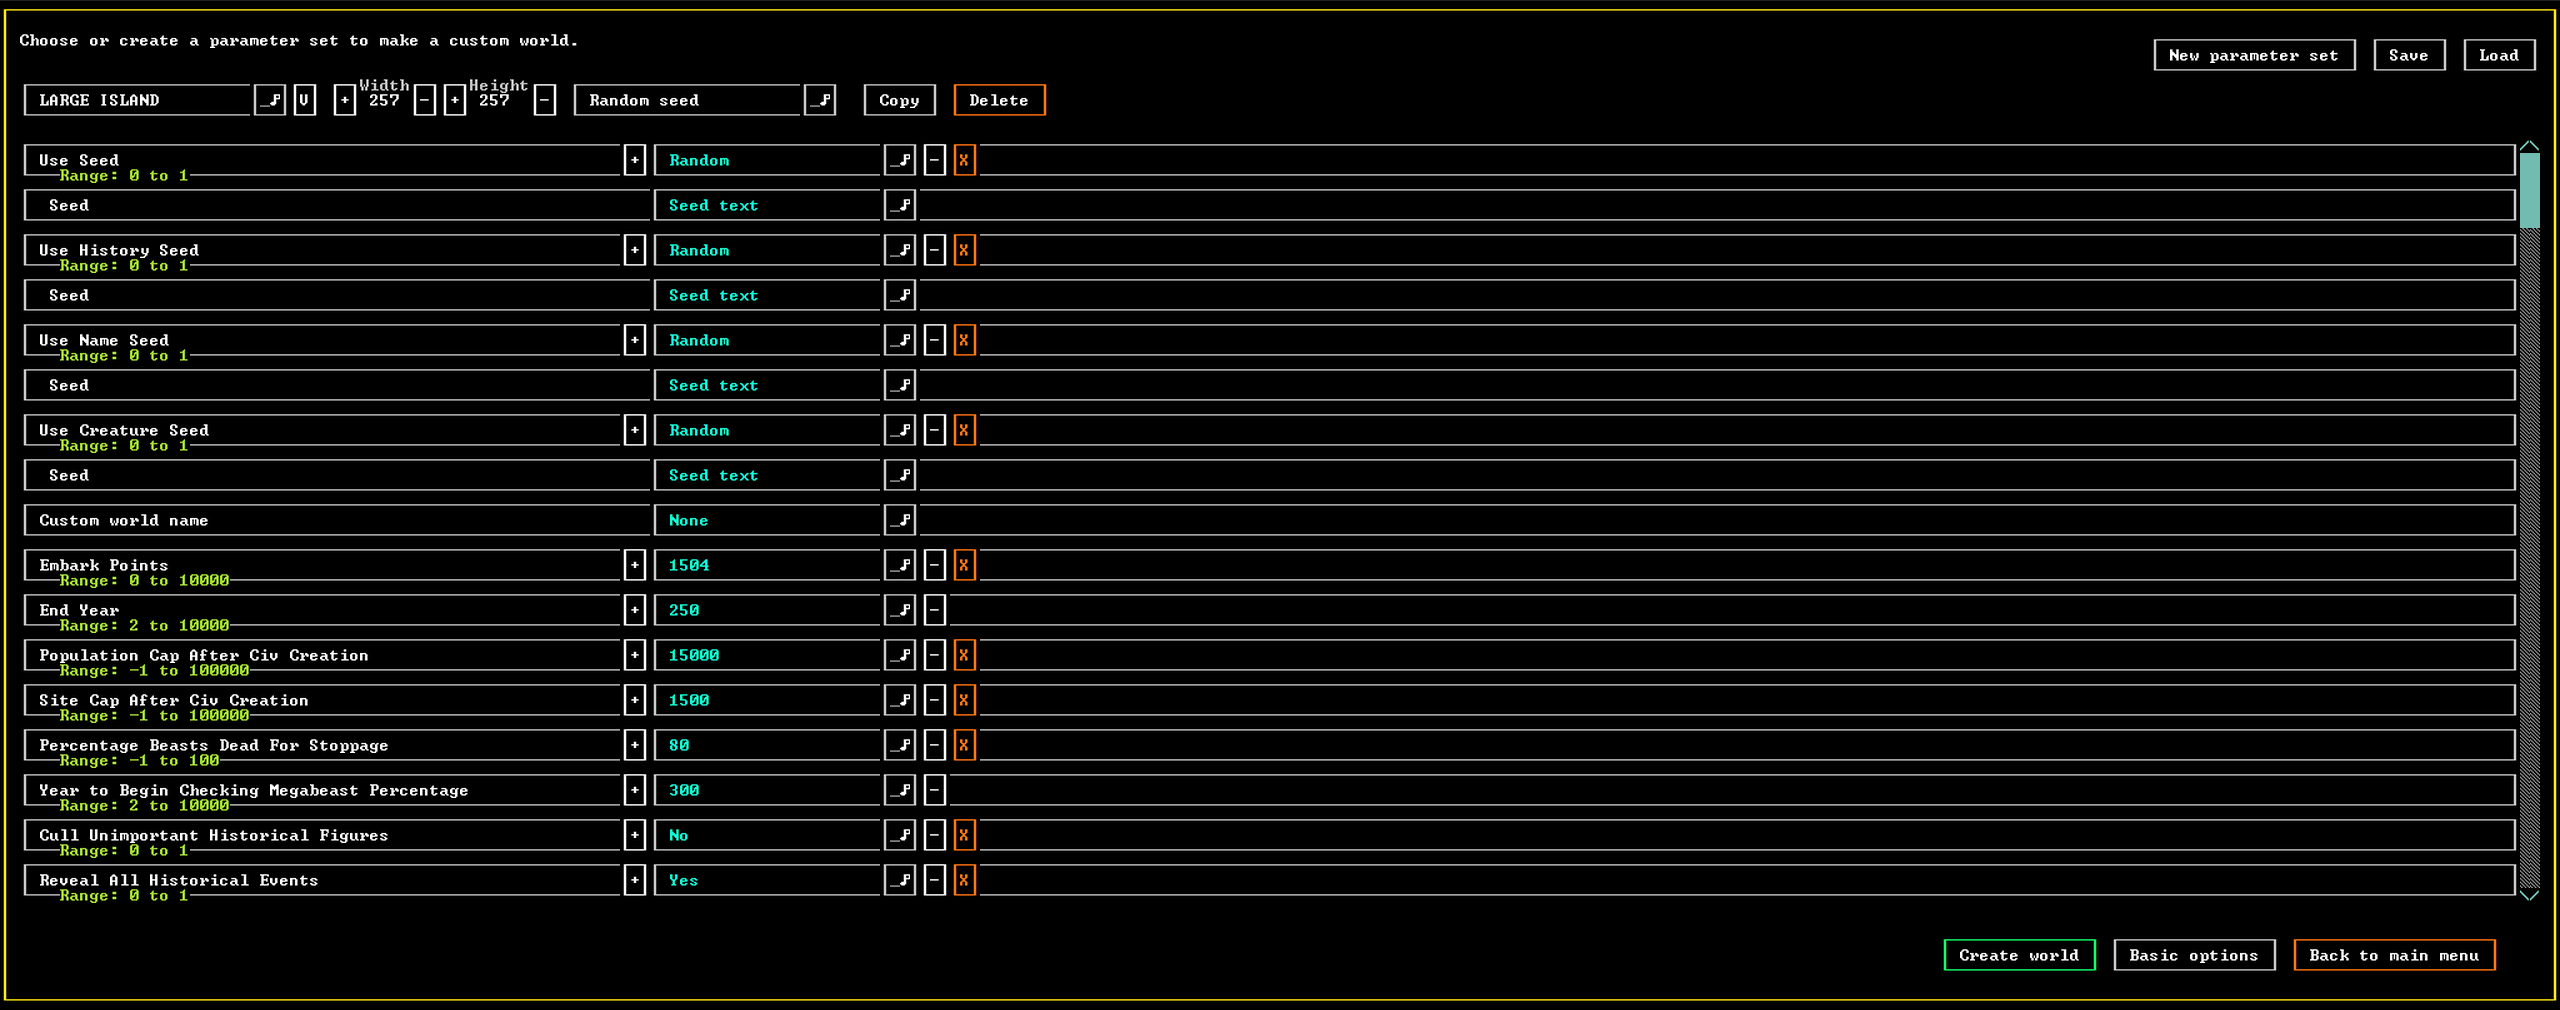 Choose or create a parameter set to make a custom world.
New parameter set Save Load
Width Height
LARGE ISLAND V + 257 - + 257 - Random seed Copy Delete
Use Seed + Random - X
Range: 0 to 1
Seed Seed text
Use History Seed + Random - X
Range: 0 to 1
Seed Seed text
Use Name Seed + Random - X
Range: 0 to 1
Seed Seed text
Use Creature Seed + Random - X
Range: 0 to 1
Seed Seed text
Custom world name None
Embark Points + 1504 - X
Range: 0 to 10000
End Year + 250 -
Range: 2 to 10000
Population Cap After Civ Creation + 15000 - X
Range: -1 to 100000
Site Cap After Civ Creation + 1500 - X
Range: -1 to 100000
Percentage Beasts Dead For Stoppage + 80 - X
Range: -1 to 100
Year to Begin Checking Megabeast Percentage + 300 -
Range: 2 to 10000
Cull Unimportant Historical Figures + No - X
Range: 0 to 1
Reveal All Historical Events + Yes - X
Range: 0 to 1
Create world Basic options Back to main menu